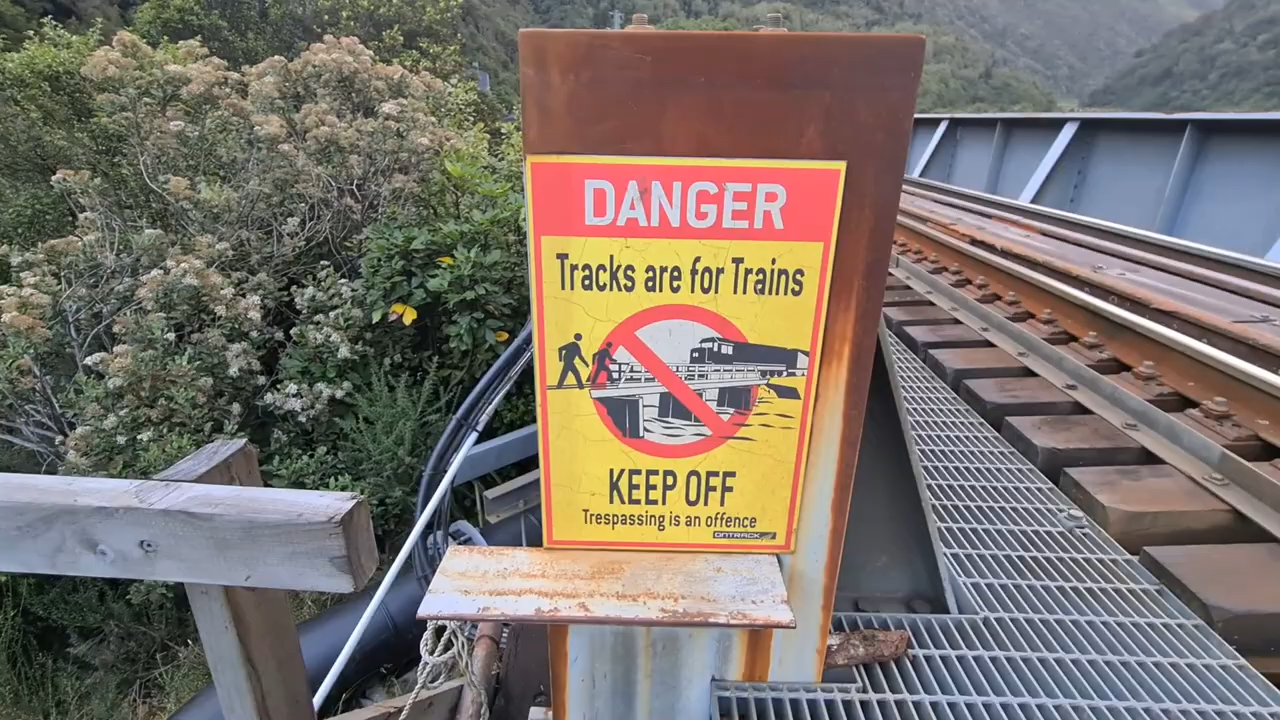 DANGER
Tracks are for Trains
KEEP OFF
Trespassing is an offence
ONTRACK